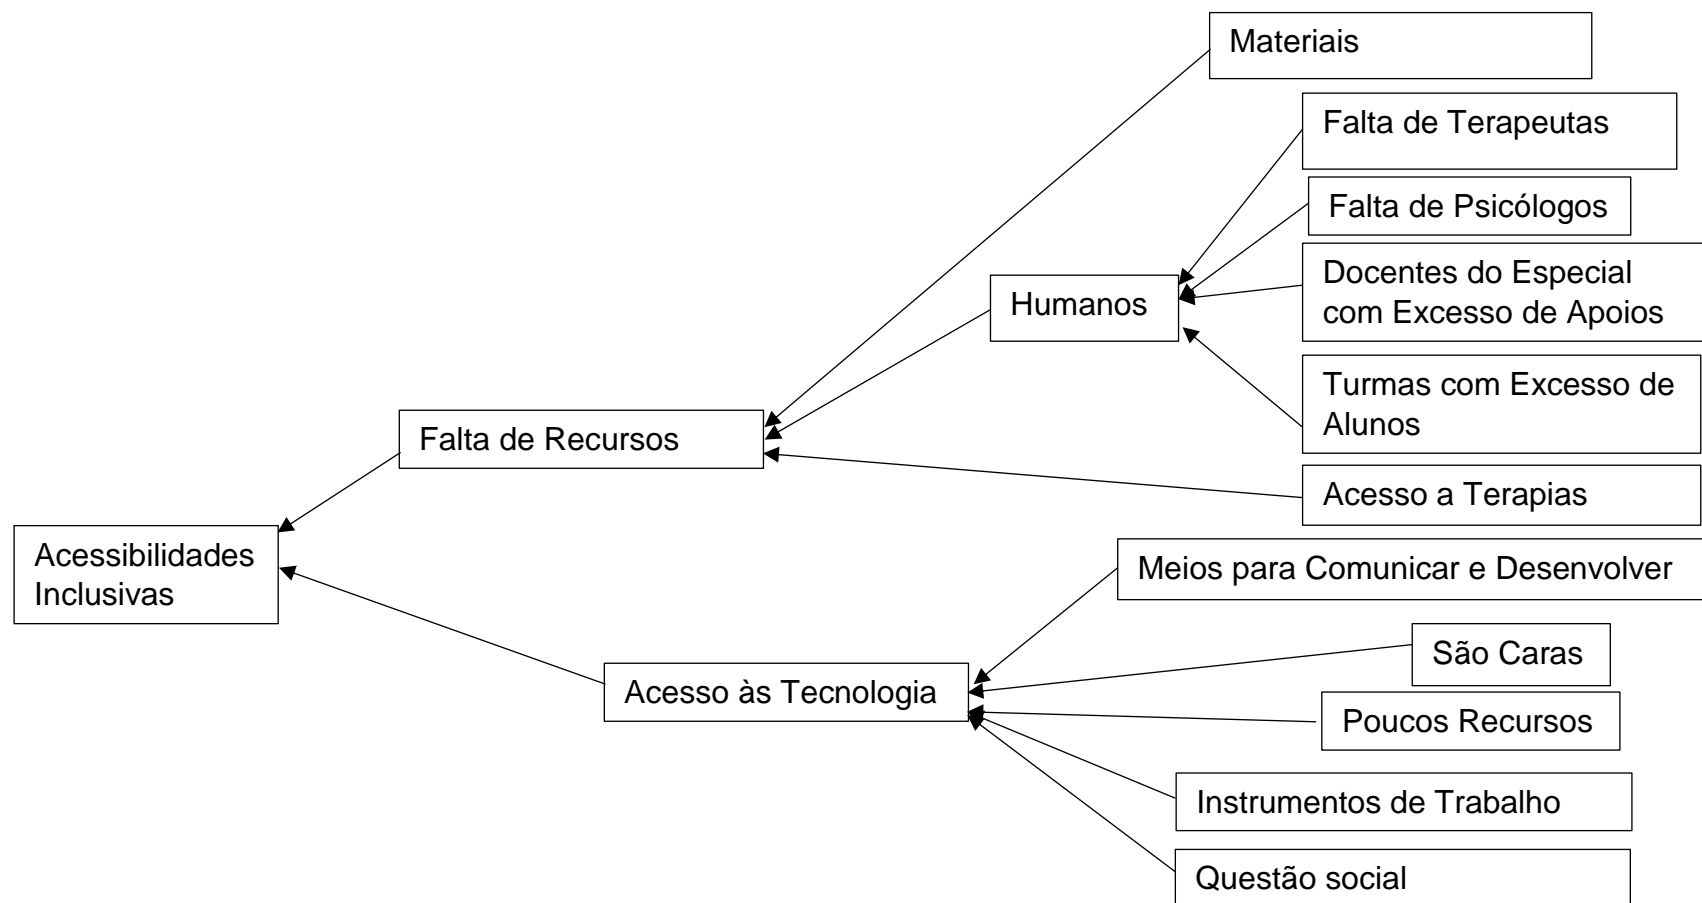 Materiais
Falta de Terapeutas
Falta de Psicólogos
Humanos
Docentes do Especial
com Excesso de Apoios
Turmas com Excesso de
Alunos
Falta de Recursos
Acesso a Terapias
Acessibilidades
Inclusivas
Meios para Comunicar e Desenvolver
São Caras
Acesso às Tecnologia
Poucos Recursos
Instrumentos de Trabalho
Questão social